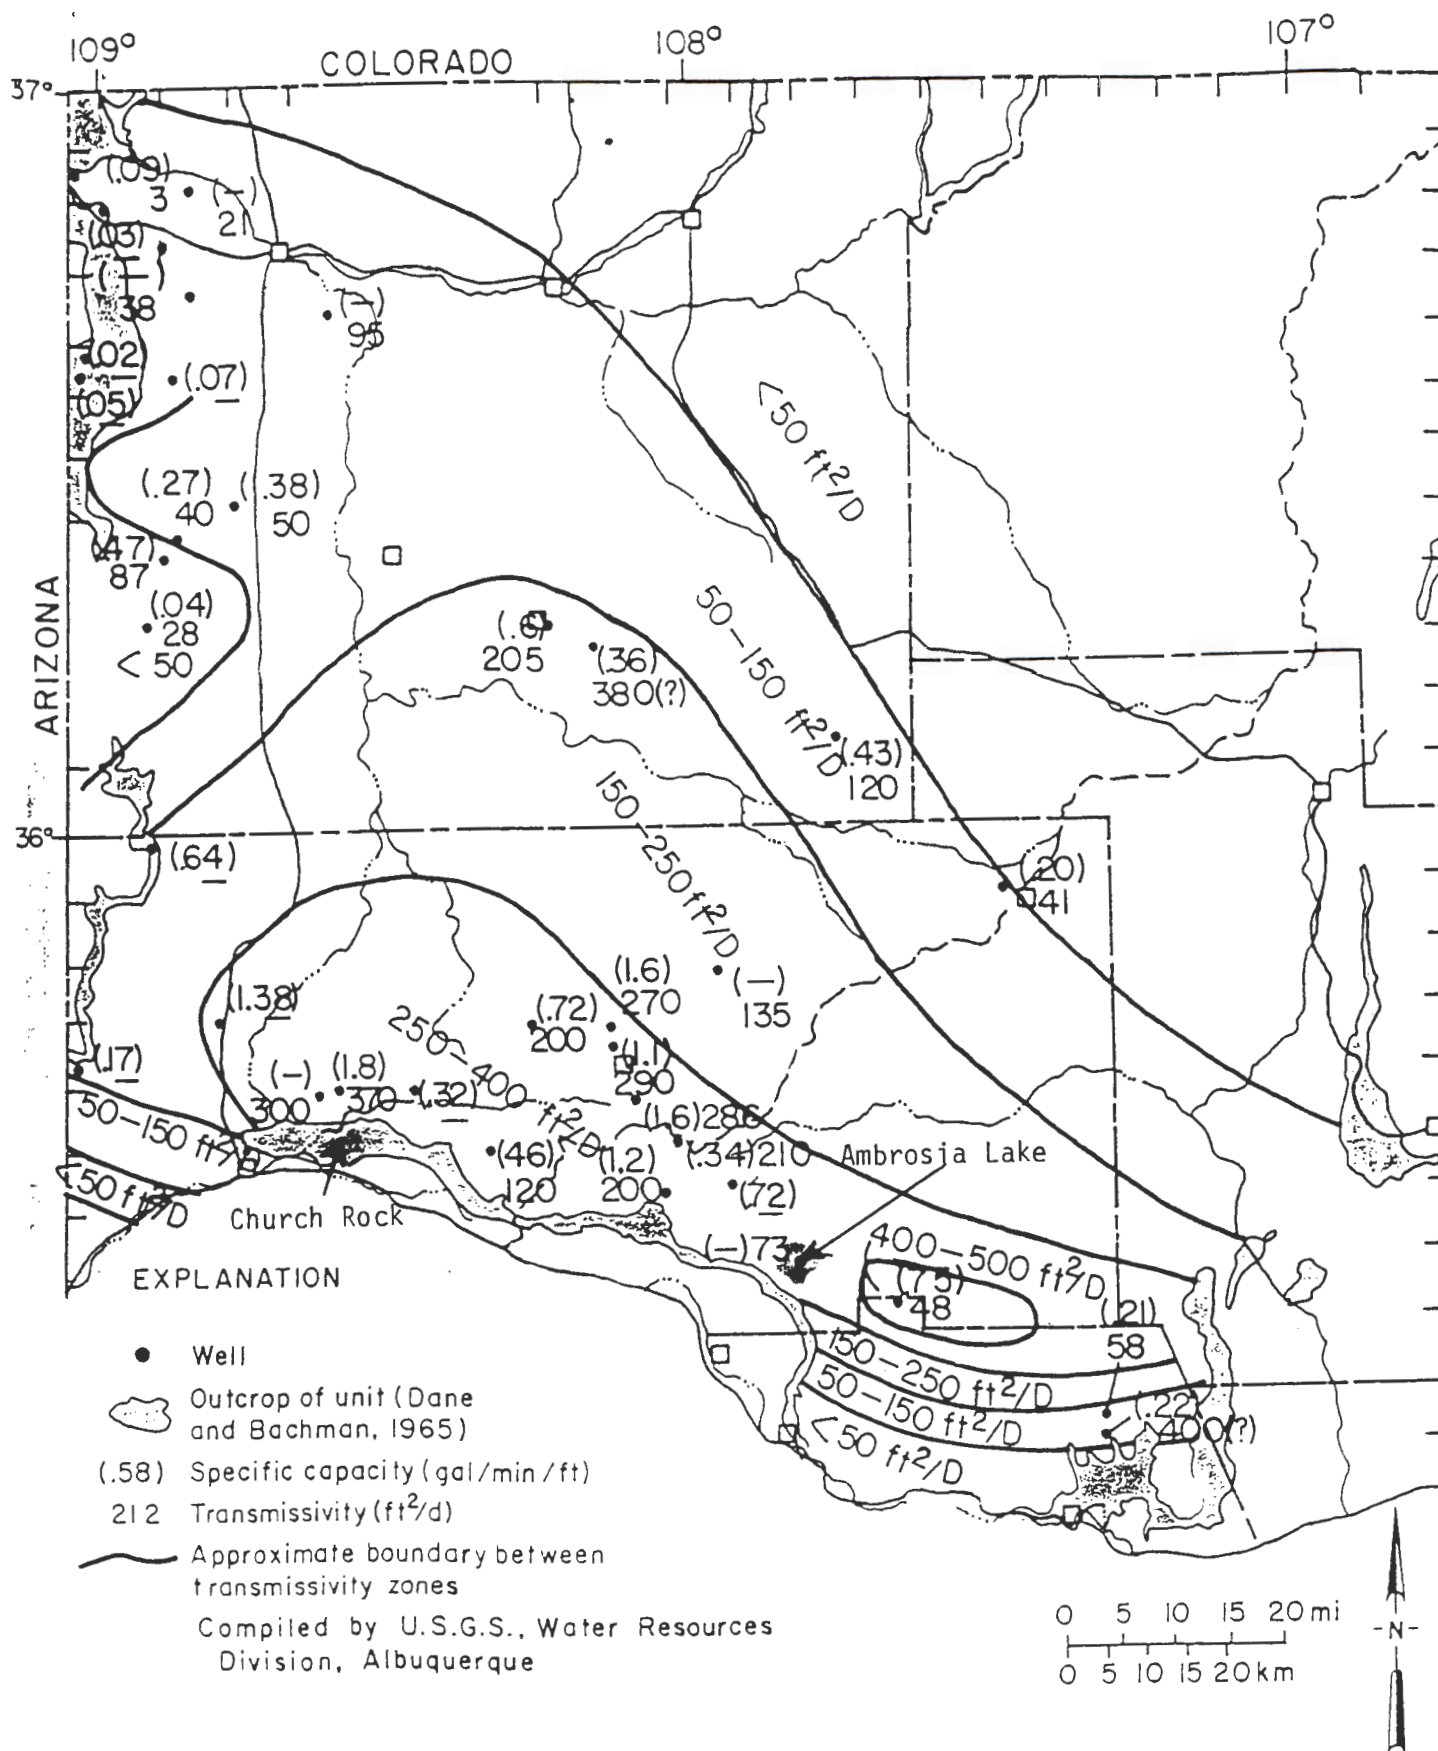 109°
108°
107°
COLORADO
37°
(.09)
3
(—)
21
(.03)
(—)
38
(—)
95
(.02
(.05)
(.07)
<50 ft²/D
(.27)
40
(.38)
50
.47)
87
(.04)
28
<50
ARIZONA
(.6)
205
(.36)
380(?)
50–150 ft²/D
(.43)
120
150–250 ft²/D
36°
(.64)
(.20)
41
(1.38)
(1.6)
270
(—)
135
(.72)
200
(1.1)
290
250–400 ft²/D
(.17)
(—)
300
(1.8)
370
(.32)
(1.6)286
50–150 ft²/
(.46)
120
(1.2)
200
(.34)210
Ambrosia Lake
<50 ft²/D
(.72)
Church Rock
(—)73
400–500 ft²/D
(7.5)
48
(.21)
58
150–250 ft²/D
50–150 ft²/D
<50 ft²/D
(.22)
400(?)
EXPLANATION
Well
Outcrop of unit (Dane
and Bachman, 1965)
(.58) Specific capacity (gal/min/ft)
212 Transmissivity (ft²/d)
Approximate boundary between
transmissivity zones
Compiled by U.S.G.S., Water Resources
Division, Albuquerque
0 5 10 15 20 mi
0 5 10 15 20 km
-N-